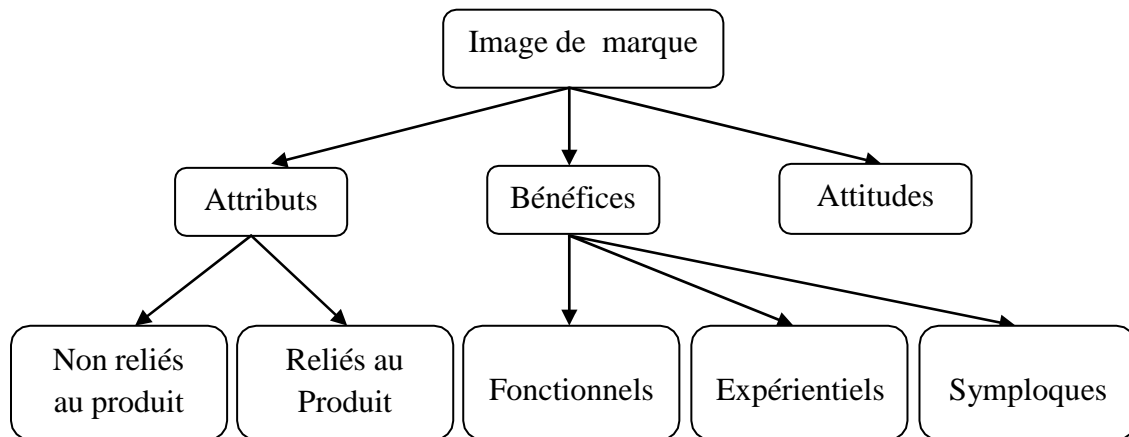 Image de marque
Attributs
Bénéfices
Attitudes
Non reliés
au produit
Reliés au
Produit
Fonctionnels
Expérientiels
Symploques